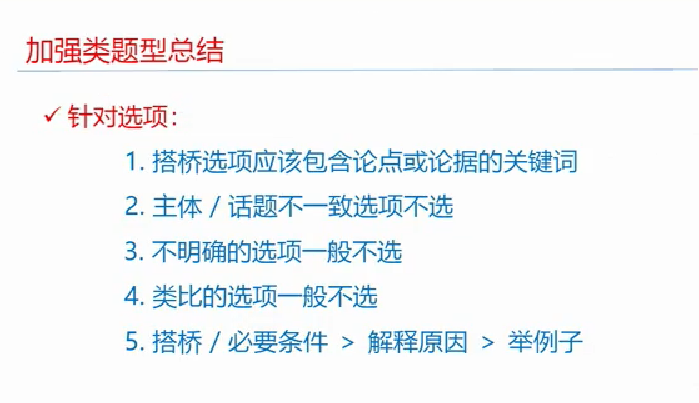 加强类题型总结
✓ 针对选项：
1. 搭桥选项应该包含论点或论据的关键词
2. 主体 / 话题不一致选项不选
3. 不明确的选项一般不选
4. 类比的选项一般不选
5. 搭桥 / 必要条件 > 解释原因 > 举例子